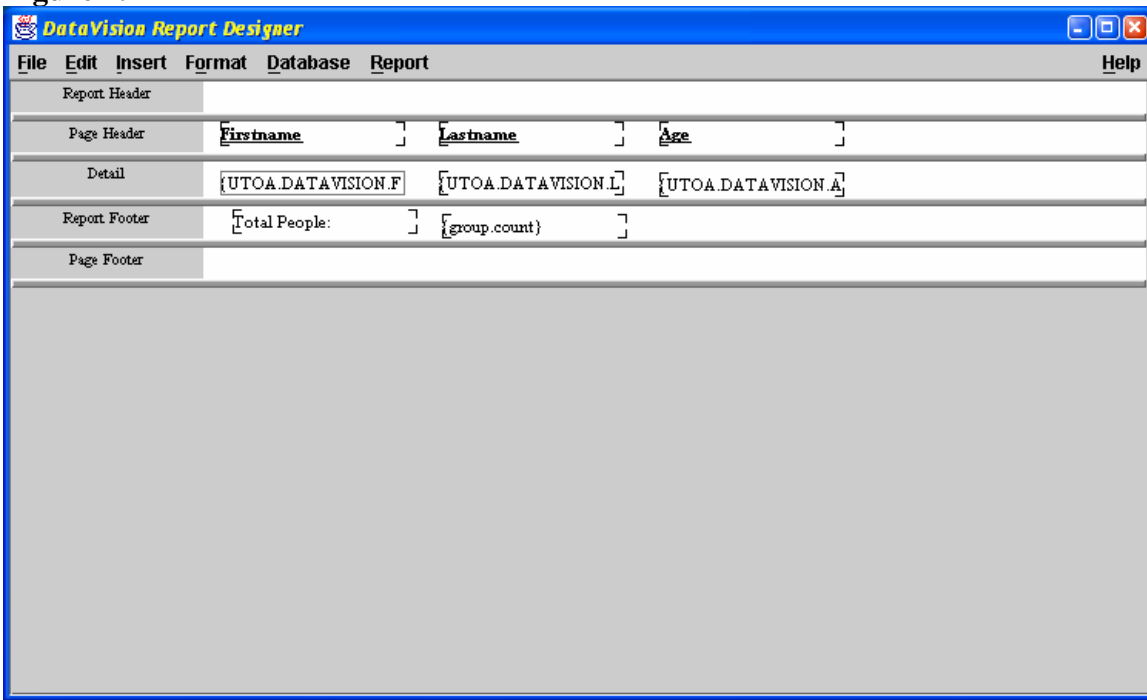 DataVision Report Designer
File Edit Insert Format Database Report Help
Report Header
Page Header Firstname Lastname Age
Detail {UTOA.DATAVISION.F {UTOA.DATAVISION.L {UTOA.DATAVISION.A
Report Footer Total People: {group.count}
Page Footer